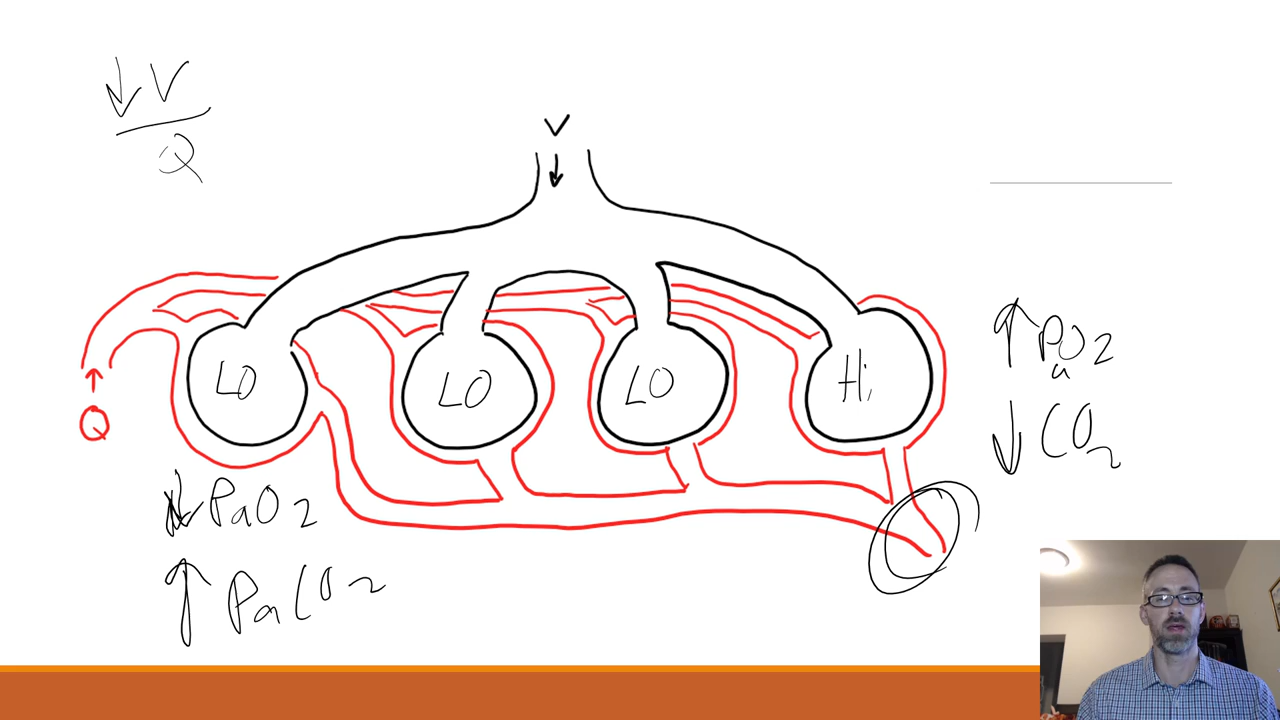 ↓V
Q
V
↓
LO LO LO Hi
↑
Q
↑PaO2
↓CO2
↓PaO2
↑PaCO2